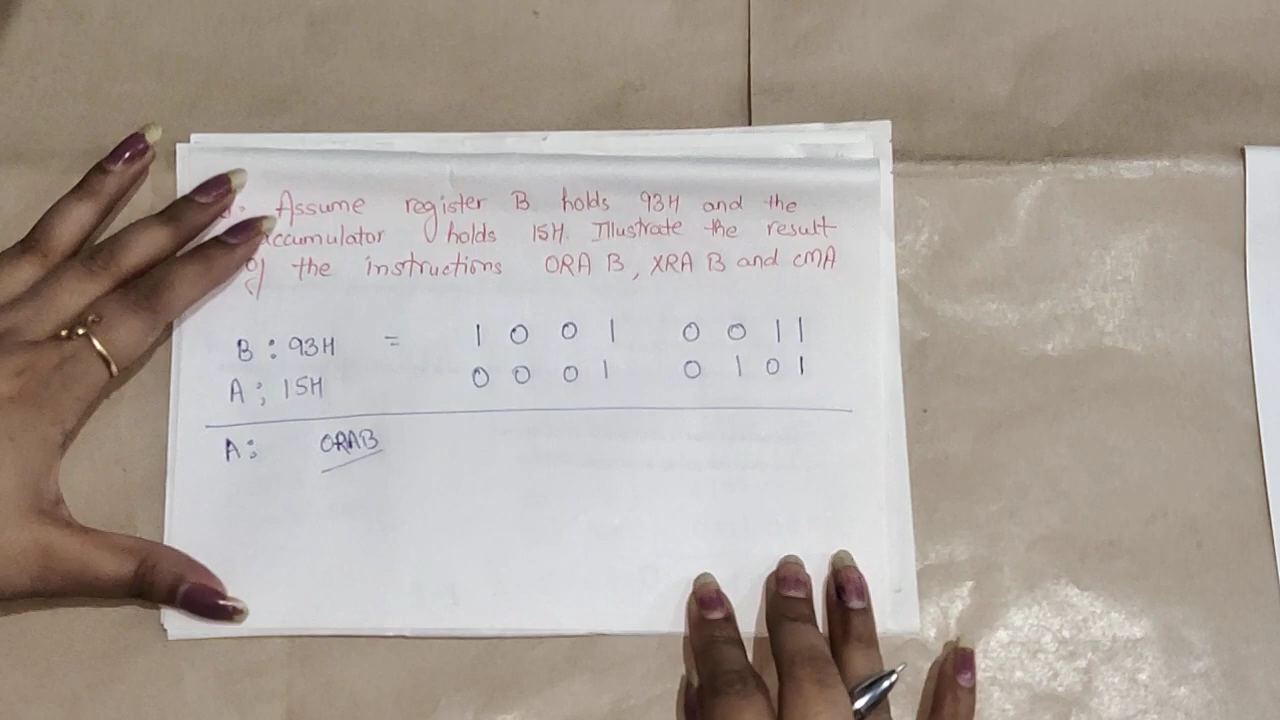 Assume register B holds 93H and the
accumulator holds 15H. Illustrate the result
of the instructions ORA B, XRA B and CMA
B : 93H = 1 0 0 1 0 0 1 1
A ; 15H 0 0 0 1 0 1 0 1
A : ORAB